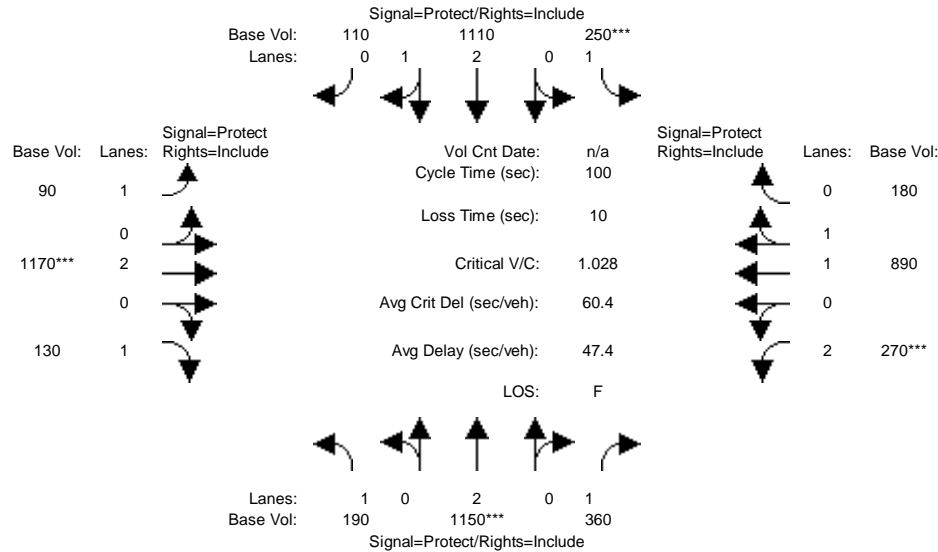 Signal=Protect/Rights=Include
Base Vol: 110 1110 250***
Lanes: 0 1 2 0 1
Signal=Protect
Base Vol: Lanes: Rights=Include
Vol Cnt Date: n/a
Signal=Protect
Rights=Include Lanes: Base Vol:
Cycle Time (sec): 100
90 1
0 180
Loss Time (sec): 10
0
1
1170*** 2
Critical V/C: 1.028
1 890
0
Avg Crit Del (sec/veh): 60.4
0
130 1
Avg Delay (sec/veh): 47.4
2 270***
LOS: F
Lanes: 1 0 2 0 1
Base Vol: 190 1150*** 360
Signal=Protect/Rights=Include